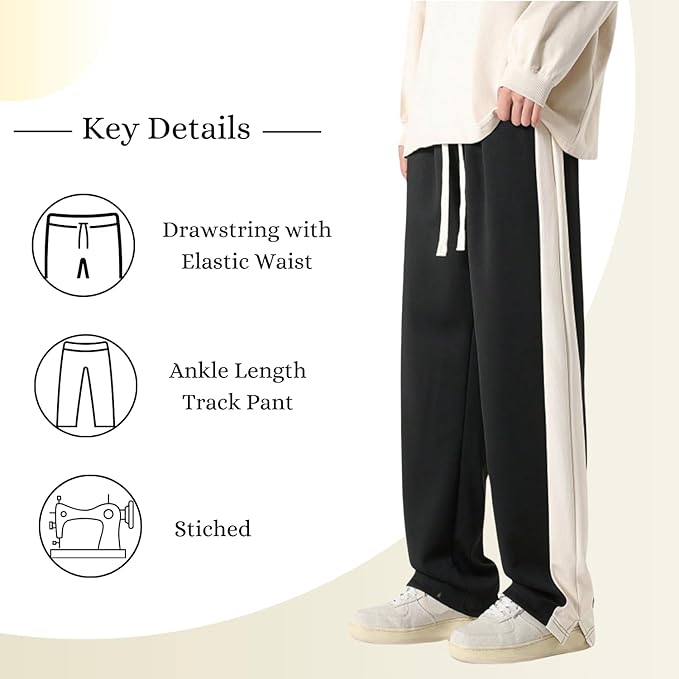 Key Details
Drawstring with
Elastic Waist
Ankle Length
Track Pant
Stiched